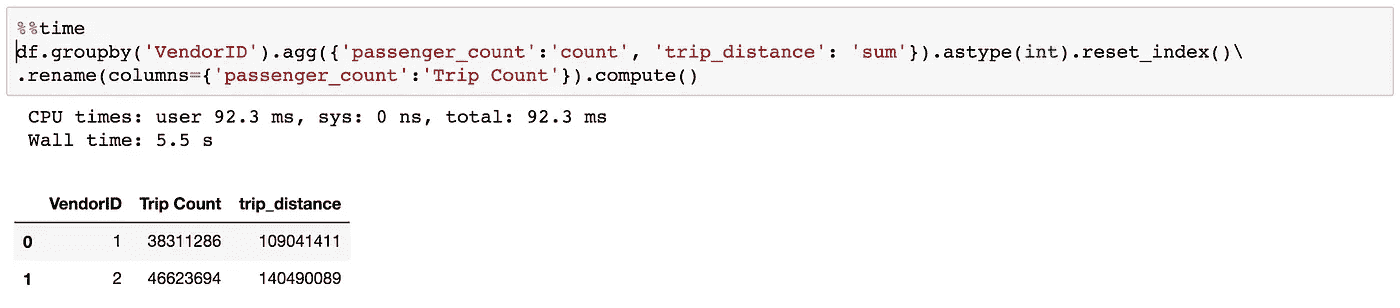 %%time
df.groupby('VendorID').agg({'passenger_count':'count', 'trip_distance': 'sum'}).astype(int).reset_index()\
.rename(columns={'passenger_count':'Trip Count'}).compute()
CPU times: user 92.3 ms, sys: 0 ns, total: 92.3 ms
Wall time: 5.5 s
VendorID Trip Count trip_distance
0 1 38311286 109041411
1 2 46623694 140490089